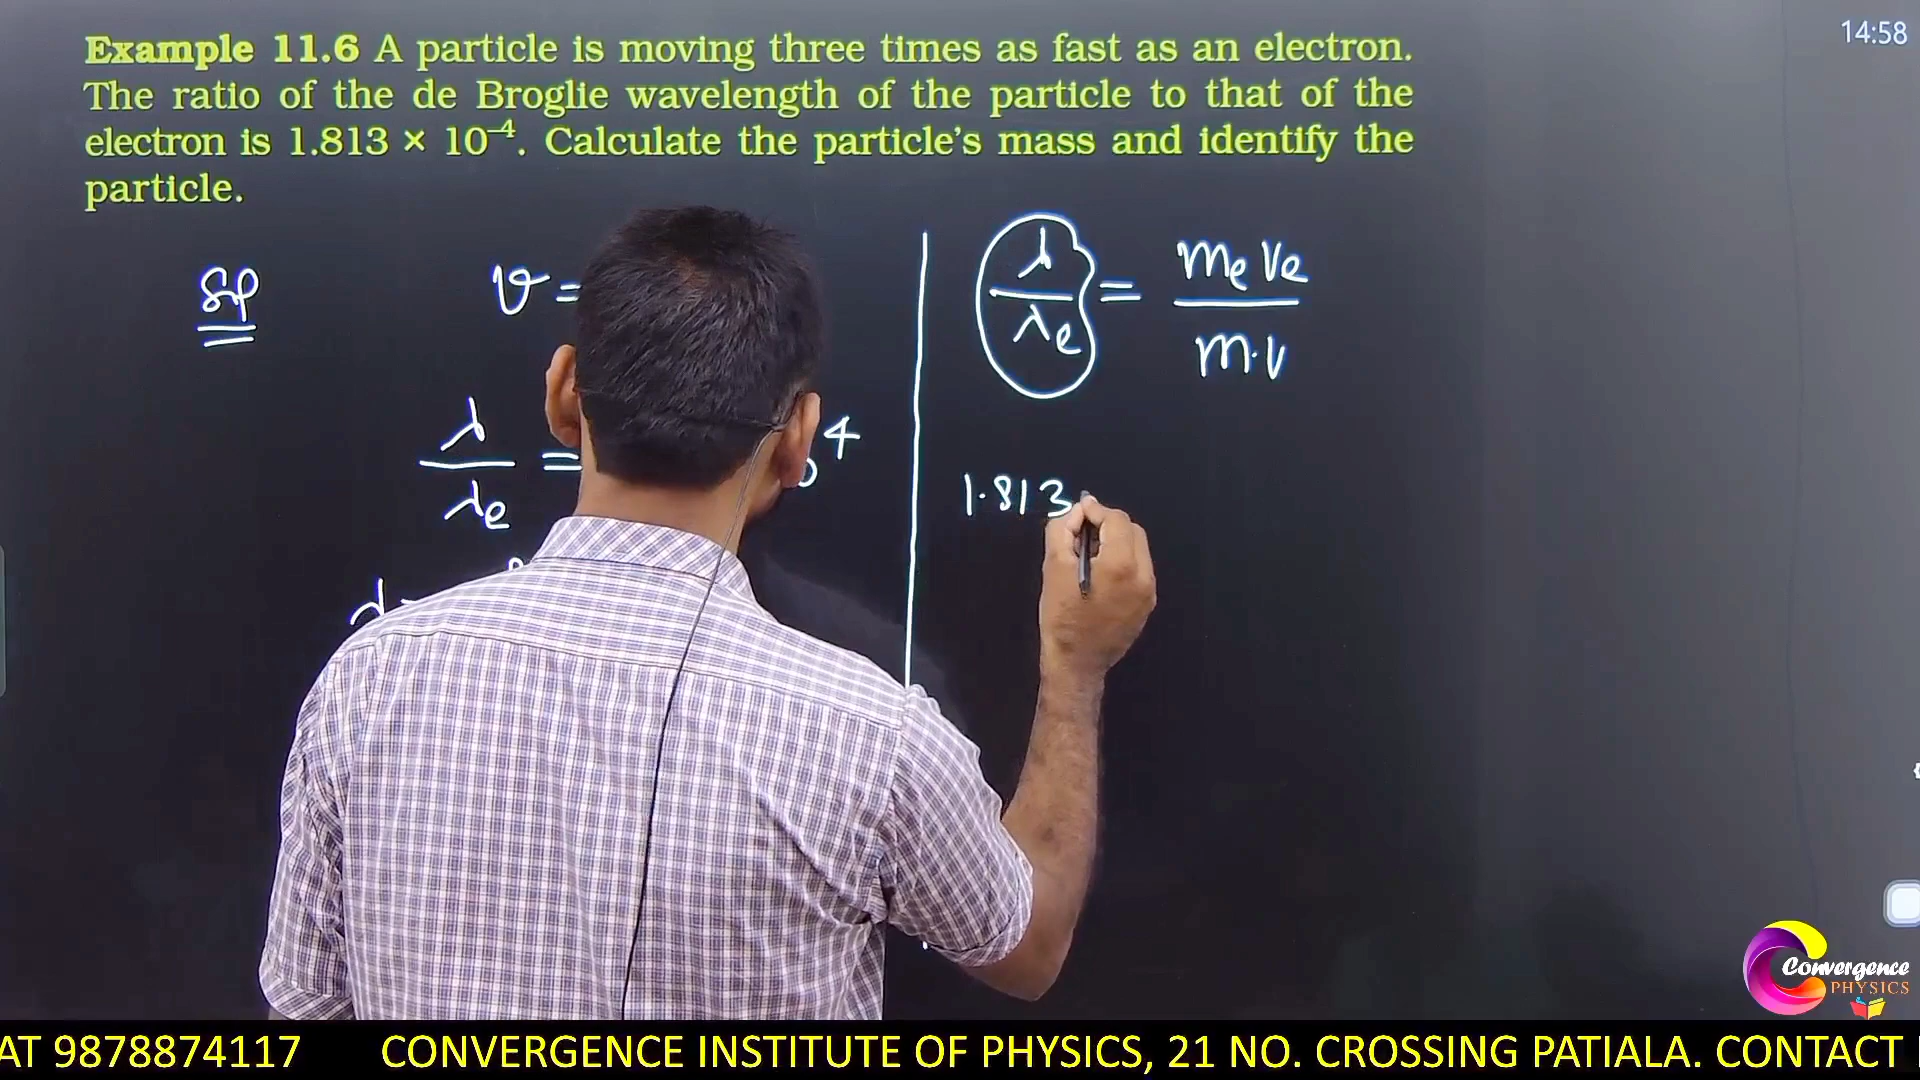 14:58
Example 11.6 A particle is moving three times as fast as an electron.
The ratio of the de Broglie wavelength of the particle to that of the
electron is 1.813 × 10⁻⁴. Calculate the particle's mass and identify the
particle.
v =
λ/λe =
4
λ
λ/λe = me ve/m.v
1.813
Convergence
PHYSICS
AT 9878874117 CONVERGENCE INSTITUTE OF PHYSICS, 21 NO. CROSSING PATIALA. CONTACT